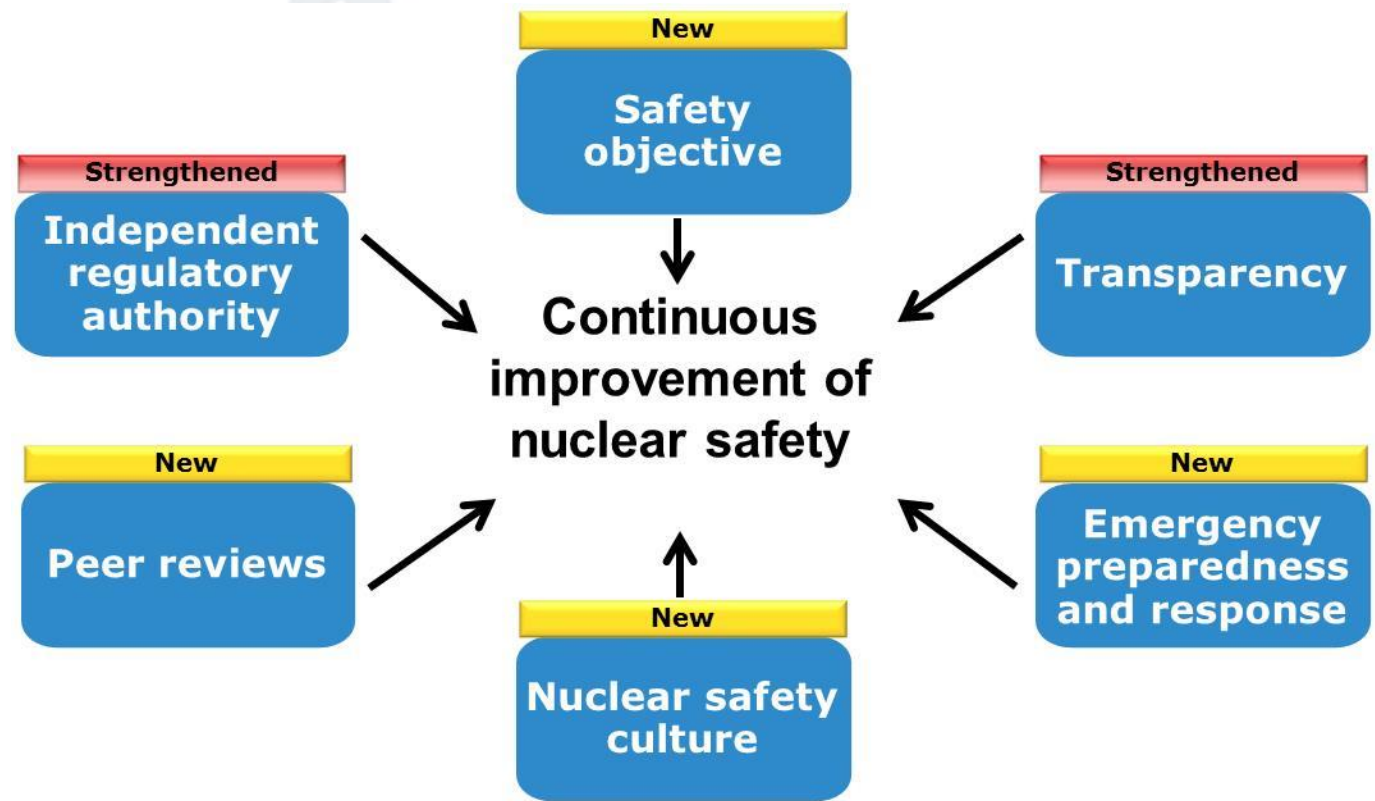 New
Safety
objective
Strengthened
Independent
regulatory
authority
Strengthened
Transparency
Continuous
improvement of
nuclear safety
New
Peer reviews
New
Emergency
preparedness
and response
New
Nuclear safety
culture